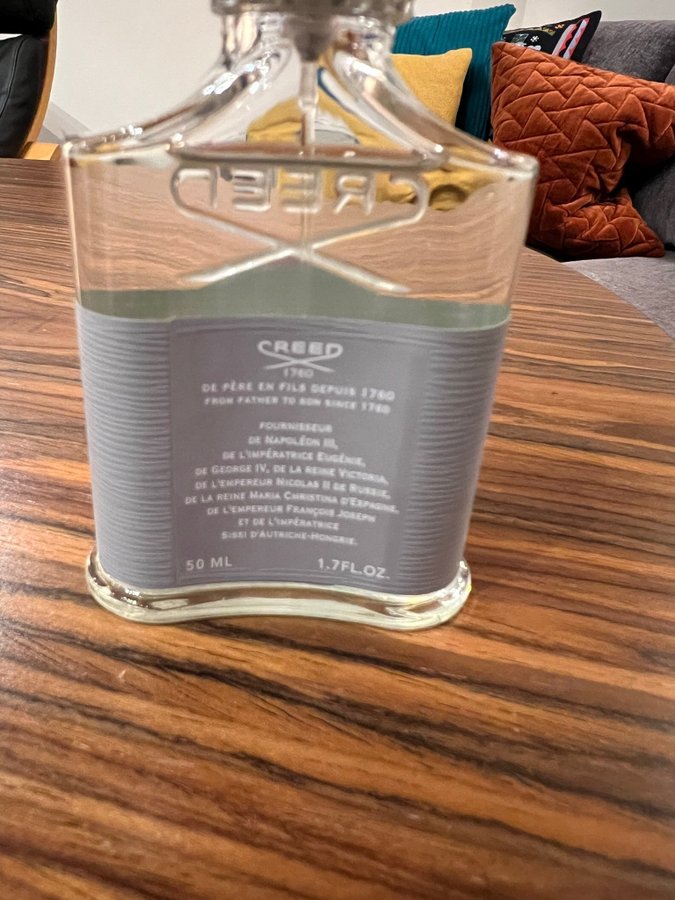 CREED
CREED
1760
DE PÈRE EN FILS DEPUIS 1760
FROM FATHER TO SON SINCE 1760
FOURNISSEUR
DE NAPOLÉON III,
DE L'IMPÉRATRICE EUGÉNIE,
DE GEORGE IV, DE LA REINE VICTORIA,
DE L'EMPEREUR NICOLAS II DE RUSSIE,
DE LA REINE MARIA CHRISTINA D'ESPAGNE,
DE L'EMPEREUR FRANÇOIS JOSEPH
ET DE L'IMPÉRATRICE
SISSI D'AUTRICHE-HONGRIE.
50 ML 1.7FL.OZ.